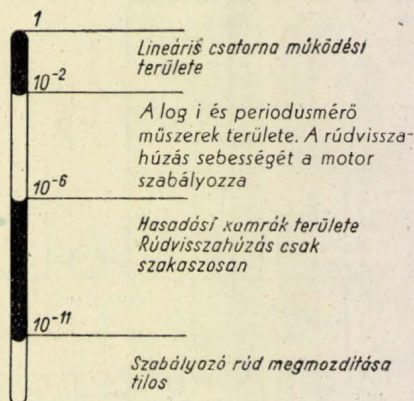 1
Lineáris csatorna működési
területe
10⁻²
A log i és periodusmérő
műszerek területe. A rúdvissza-
húzás sebességét a motor
szabályozza
10⁻⁶
Hasadási kamrák területe
Rúdvisszahúzás csak
szakaszosan
10⁻¹¹
Szabályozó rúd megmozdítása
tilos